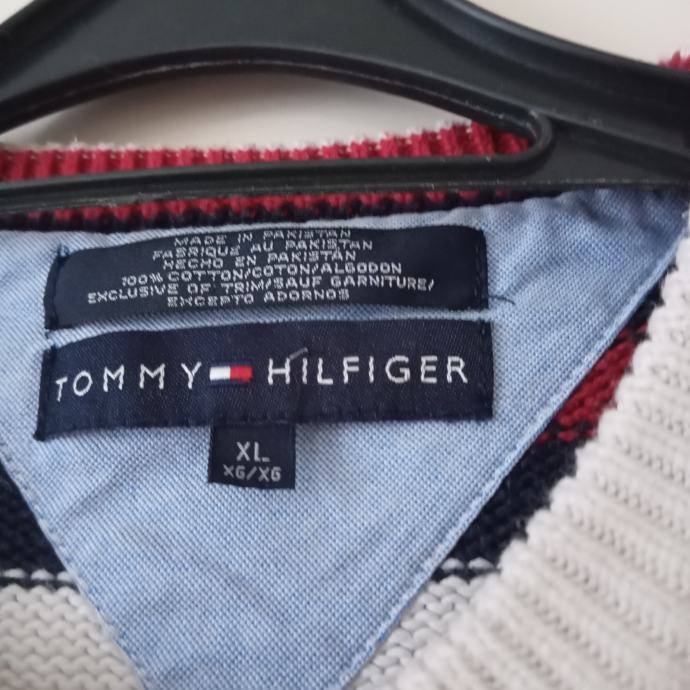 MADE IN PAKISTAN
FABRIQUÉ AU PAKISTAN
HECHO EN PAKISTAN
100% COTTON/COTON/ALGODON
EXCLUSIVE OF TRIM/SAUF GARNITURE/
EXCEPTO ADORNOS
TOMMY HILFIGER
XL
XG/XG